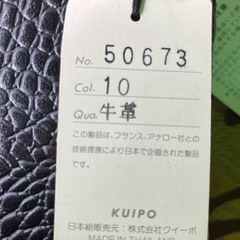 No. 50673
Col. 10
Qua. 牛革
この製品は、フランス、アナロー社との
技術提携により日本で企画された製品
です。
KUIPO
日本総販売元：株式会社クイーポ
MADE IN THAILAND